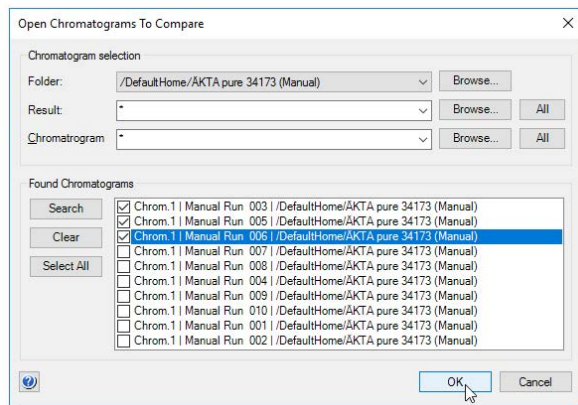 Open Chromatograms To Compare
Chromatogram selection
Folder: /DefaultHome/ÄKTA pure 34173 (Manual) Browse...
Result: * Browse... All
Chromatrogram * Browse... All
Found Chromatograms
Search
Clear
Select All
Chrom.1 | Manual Run 003 | /DefaultHome/ÄKTA pure 34173 (Manual)
Chrom.1 | Manual Run 005 | /DefaultHome/ÄKTA pure 34173 (Manual)
Chrom.1 | Manual Run 006 | /DefaultHome/ÄKTA pure 34173 (Manual)
Chrom.1 | Manual Run 007 | /DefaultHome/ÄKTA pure 34173 (Manual)
Chrom.1 | Manual Run 008 | /DefaultHome/ÄKTA pure 34173 (Manual)
Chrom.1 | Manual Run 004 | /DefaultHome/ÄKTA pure 34173 (Manual)
Chrom.1 | Manual Run 009 | /DefaultHome/ÄKTA pure 34173 (Manual)
Chrom.1 | Manual Run 010 | /DefaultHome/ÄKTA pure 34173 (Manual)
Chrom.1 | Manual Run 001 | /DefaultHome/ÄKTA pure 34173 (Manual)
Chrom.1 | Manual Run 002 | /DefaultHome/ÄKTA pure 34173 (Manual)
? OK Cancel